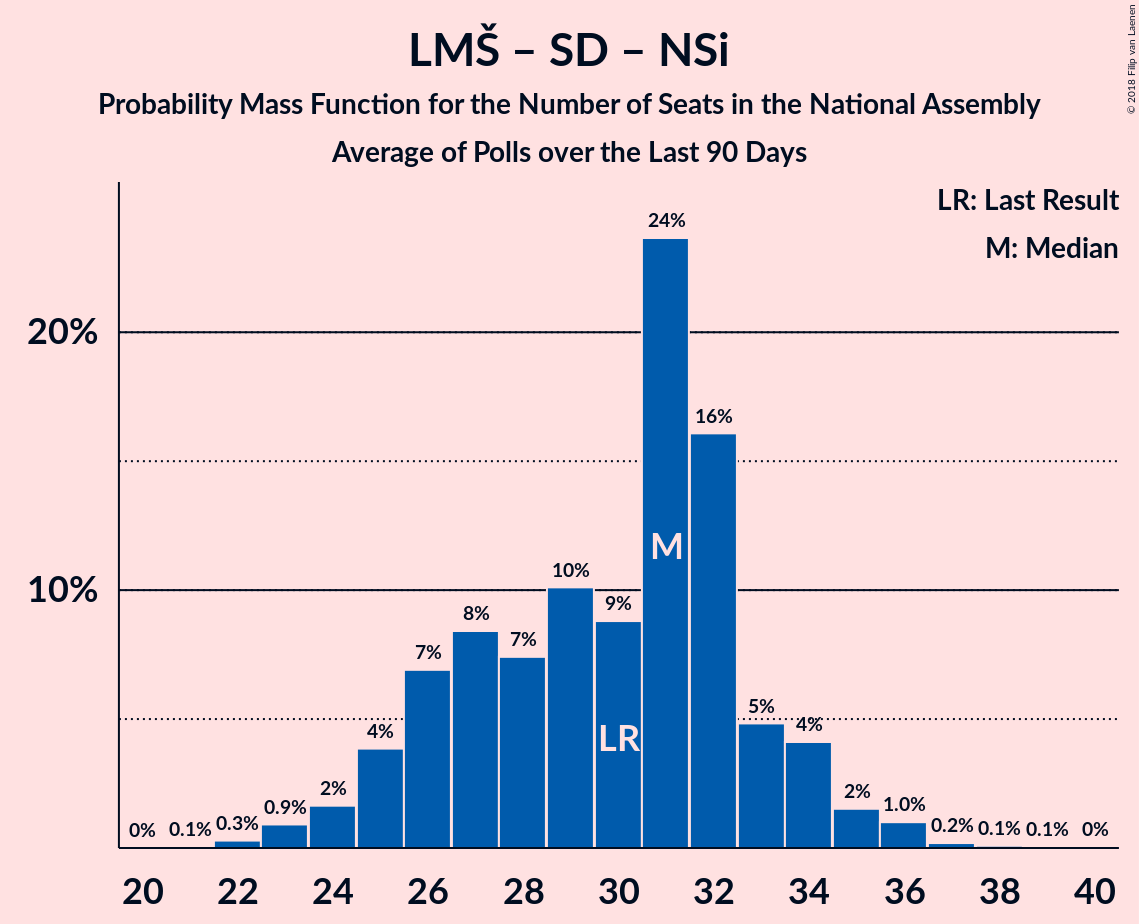 LMŠ – SD – NSi
Probability Mass Function for the Number of Seats in the National Assembly
Average of Polls over the Last 90 Days
© 2018 Filip van Laenen
LR: Last Result
M: Median
20%
10%
0%
0.1%
0.3%
0.9%
2%
4%
7%
8%
7%
10%
9%
24%
16%
5%
4%
2%
1.0%
0.2%
0.1%
0.1%
0%
M
LR
20 22 24 26 28 30 32 34 36 38 40